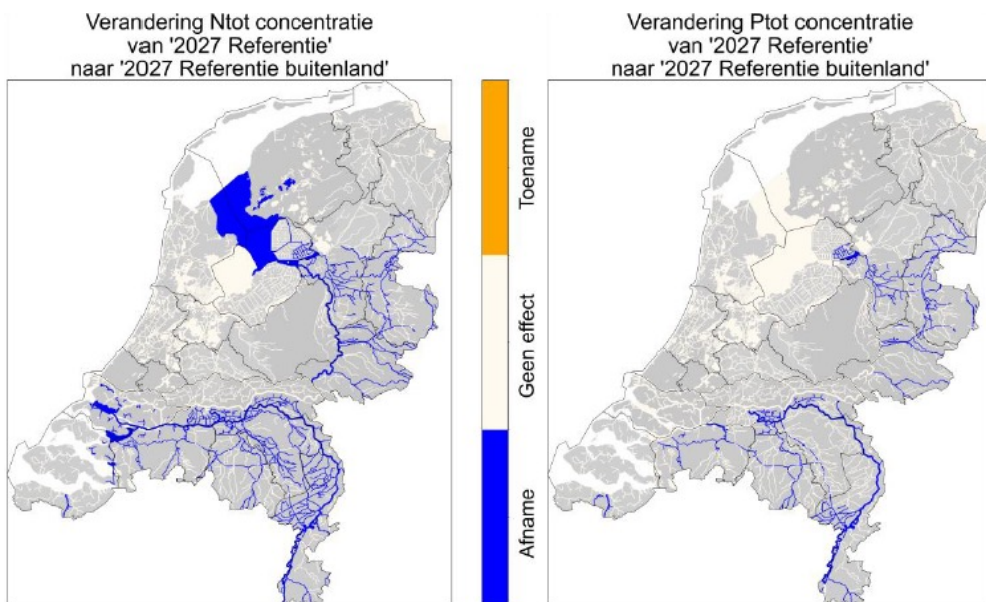 Verandering Ntot concentratie
van '2027 Referentie'
naar '2027 Referentie buitenland'
Toename
Geen effect
Afname
Verandering Ptot concentratie
van '2027 Referentie'
naar '2027 Referentie buitenland'